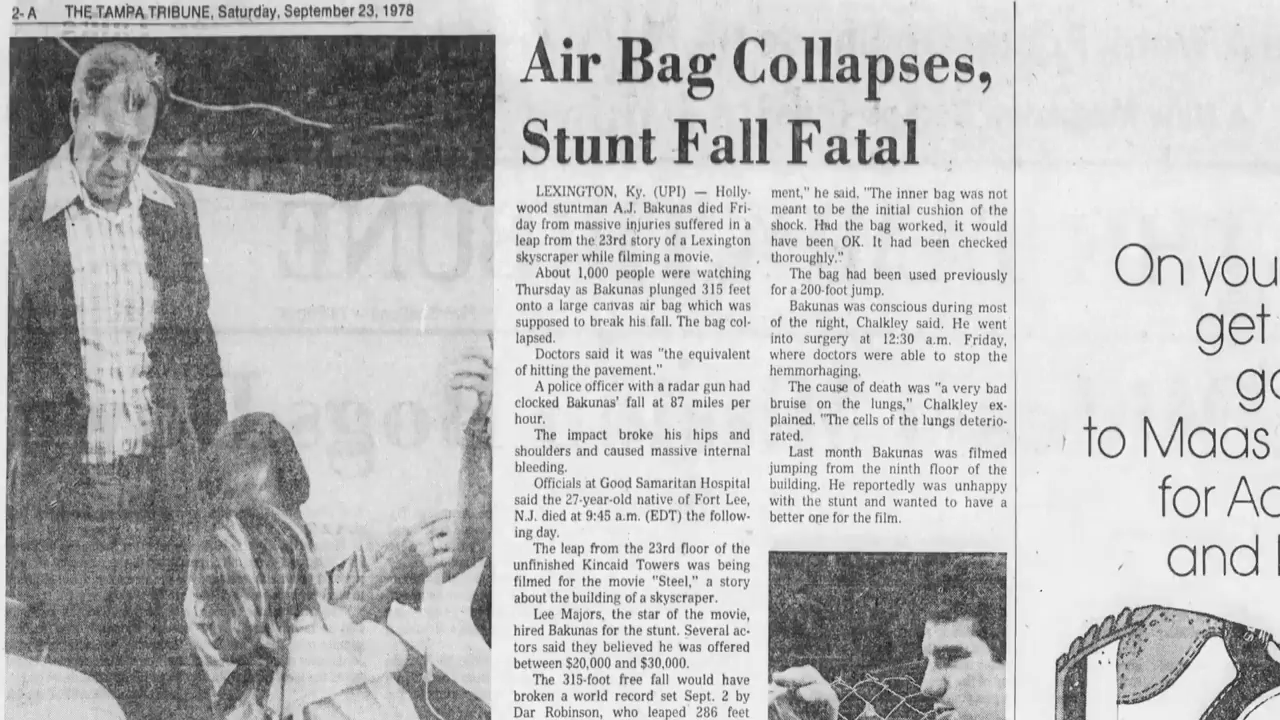 2-A THE TAMPA TRIBUNE, Saturday, September 23, 1978
Air Bag Collapses,
Stunt Fall Fatal
LEXINGTON, Ky. (UPI) — Holly-
wood stuntman A.J. Bakunas died Fri-
day from massive injuries suffered in a
leap from the 23rd story of a Lexington
skyscraper while filming a movie.
About 1,000 people were watching
Thursday as Bakunas plunged 315 feet
onto a large canvas air bag which was
supposed to break his fall. The bag col-
lapsed.
Doctors said it was "the equivalent
of hitting the pavement."
A police officer with a radar gun had
clocked Bakunas' fall at 87 miles per
hour.
The impact broke his hips and
shoulders and caused massive internal
bleeding.
Officials at Good Samaritan Hospital
said the 27-year-old native of Fort Lee,
N.J. died at 9:45 a.m. (EDT) the follow-
ing day.
The leap from the 23rd floor of the
unfinished Kincaid Towers was being
filmed for the movie "Steel," a story
about the building of a skyscraper.
Lee Majors, the star of the movie,
hired Bakunas for the stunt. Several ac-
tors said they believed he was offered
between $20,000 and $30,000.
The 315-foot free fall would have
broken a world record set Sept. 2 by
Dar Robinson, who leaped 286 feet
ment," he said. "The inner bag was not
meant to be the initial cushion of the
shock. Had the bag worked, it would
have been OK. It had been checked
thoroughly."
The bag had been used previously
for a 200-foot jump.
Bakunas was conscious during most
of the night, Chalkley said. He went
into surgery at 12:30 a.m. Friday,
where doctors were able to stop the
hemmorhaging.
The cause of death was "a very bad
bruise on the lungs," Chalkley ex-
plained, "The cells of the lungs deterio-
rated.
Last month Bakunas was filmed
jumping from the ninth floor of the
building. He reportedly was unhappy
with the stunt and wanted to have a
better one for the film.
On you
get
go
to Maas
for Ad
and